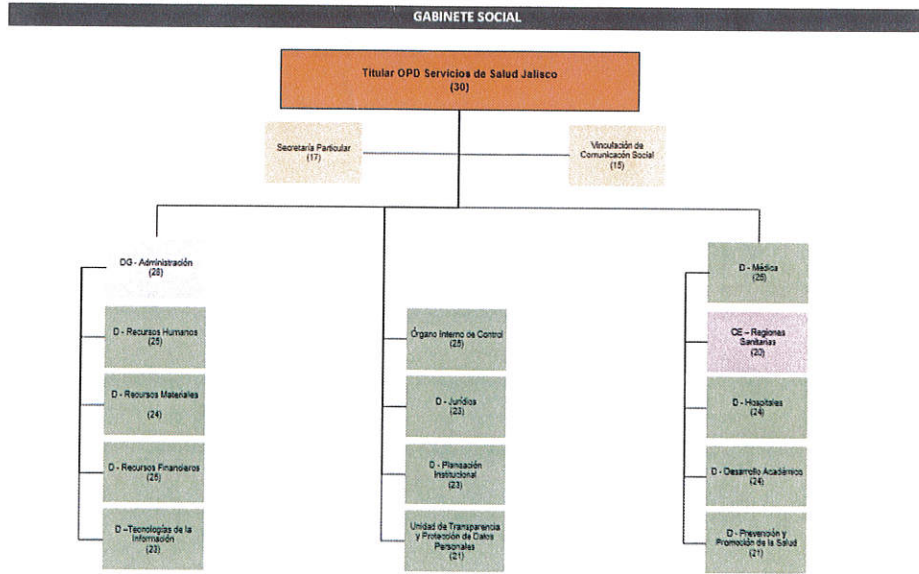 GABINETE SOCIAL
Titular OPD Servicios de Salud Jalisco
(30)
Secretaría Particular
(17)
Vinculación de
Comunicación Social
(15)
DG - Administración
(28)
D - Recursos Humanos
(25)
D - Recursos Materiales
(24)
D - Recursos Financieros
(25)
D –Tecnologías de la
Información
(23)
Órgano Interno de Control
(25)
D - Jurídica
(23)
D - Planeación
Institucional
(23)
Unidad de Transparencia
y Protección de Datos
Personales
(21)
D - Médica
(25)
OE – Regiones
Sanitarias
(20)
D - Hospitales
(24)
D - Desarrollo Académico
(24)
D - Prevención y
Promoción de la Salud
(21)